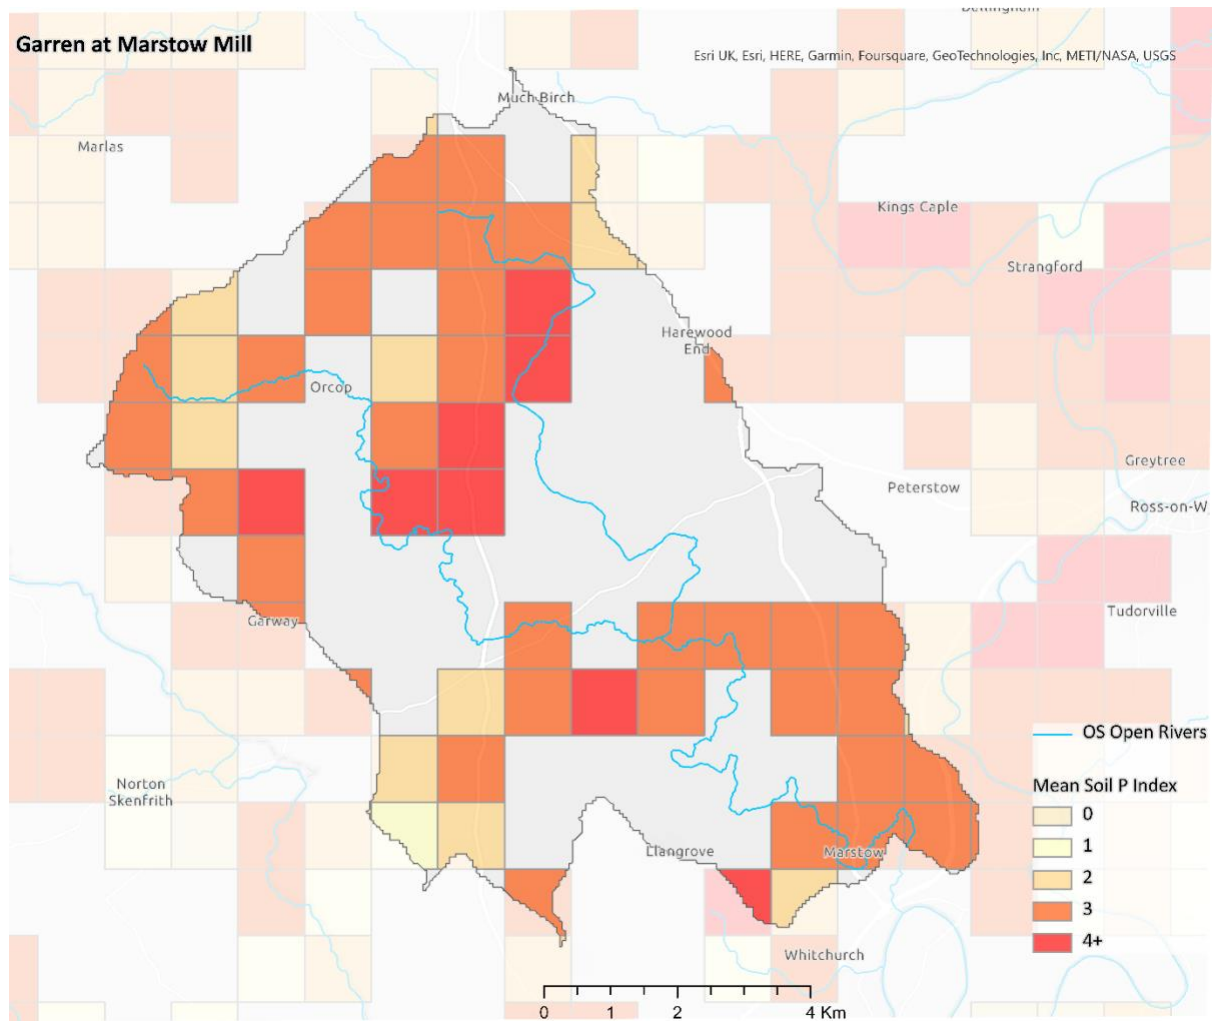 Dellingham
Garren at Marstow Mill
Esri UK, Esri, HERE, Garmin, Foursquare, GeoTechnologies, Inc, METI/NASA, USGS
Much Birch
Marlas
Kings Caple
Strangford
Harewood
End
Orcop
Greytree
Peterstow
Ross-on-W
Tudorville
Garway
OS Open Rivers
Norton
Skenfrith
Mean Soil P Index
0
1
2
3
4+
Llangrove
Marstow
Whitchurch
0 1 2 4 Km